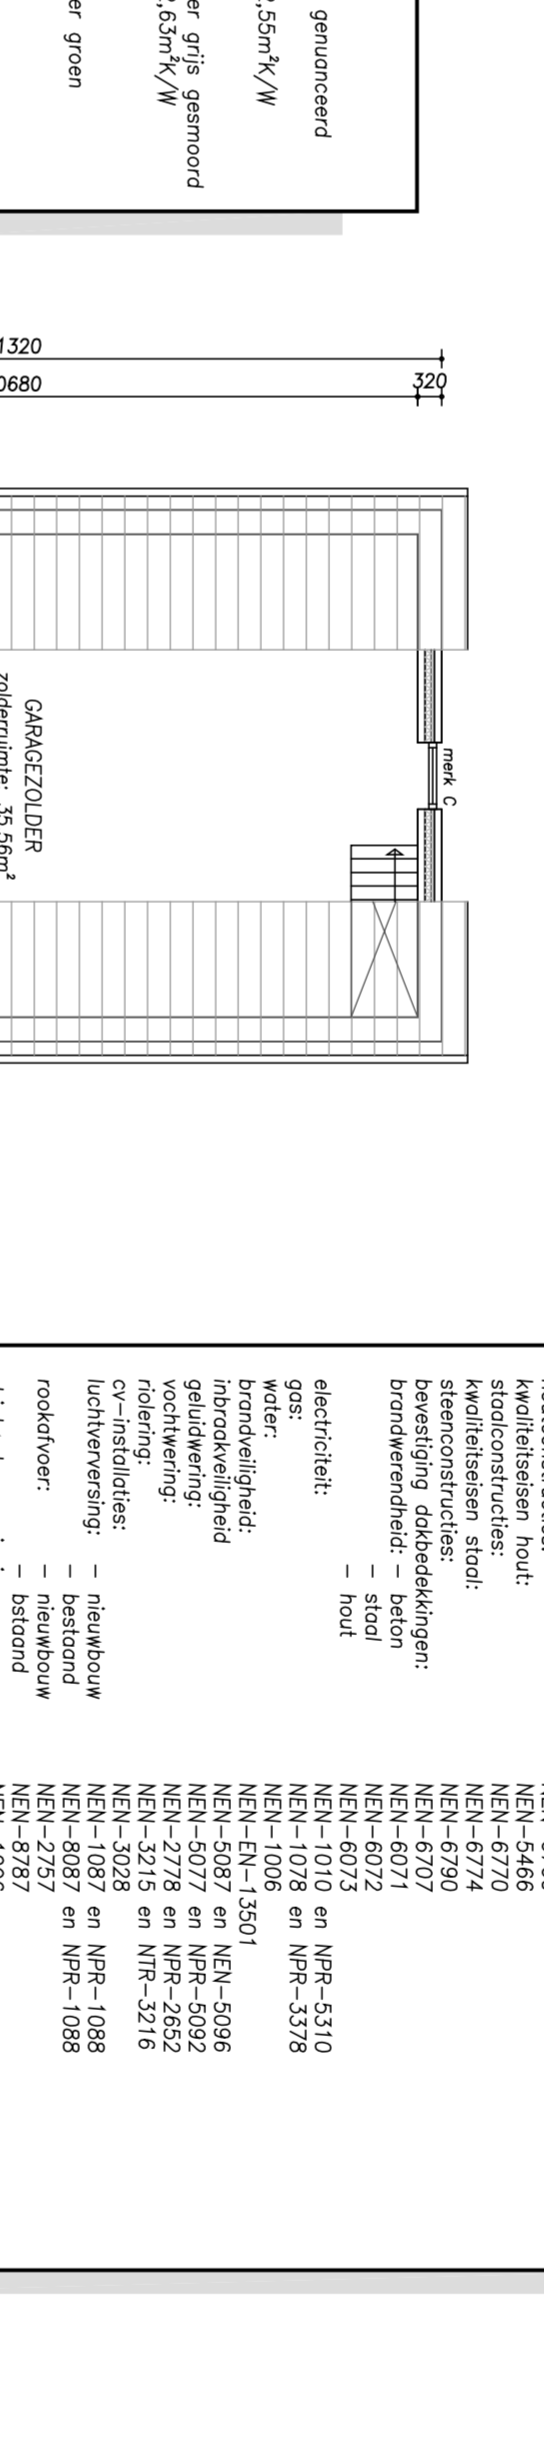 genuanceerd
,55m²K/W
er grijs gesmoord
,63m²K/W
er groen
1320
0680
320
merk C
GARAGEZOLDER
zolderruimte: 35,56m²
kwaliteitseisen hout: NEN-5466
staalconstructies: NEN-6770
kwaliteitseisen staal: NEN-6774
steenconstructies: NEN-6790
bevestiging dakbedekkingen: NEN-6707
brandwerendheid: - beton NEN-6071
- staal NEN-6072
- hout NEN-6073
electriciteit: NEN-1010 en NPR-5310
gas: NEN-1078 en NPR-3378
water: NEN-1006
brandveiligheid: NEN-EN-13501
inbraakveiligheid NEN-5087 en NEN-5096
geluidwering: NEN-5077 en NPR-5092
vochtwering: NEN-2778 en NPR-2652
riolering: NEN-3215 en NTR-3216
cv-installaties: NEN-3028
luchtverversing: - nieuwbouw NEN-1087 en NPR-1088
- bestaand NEN-8087 en NPR-1088
rookafvoer: - nieuwbouw NEN-2757
- bstaand NEN-8787